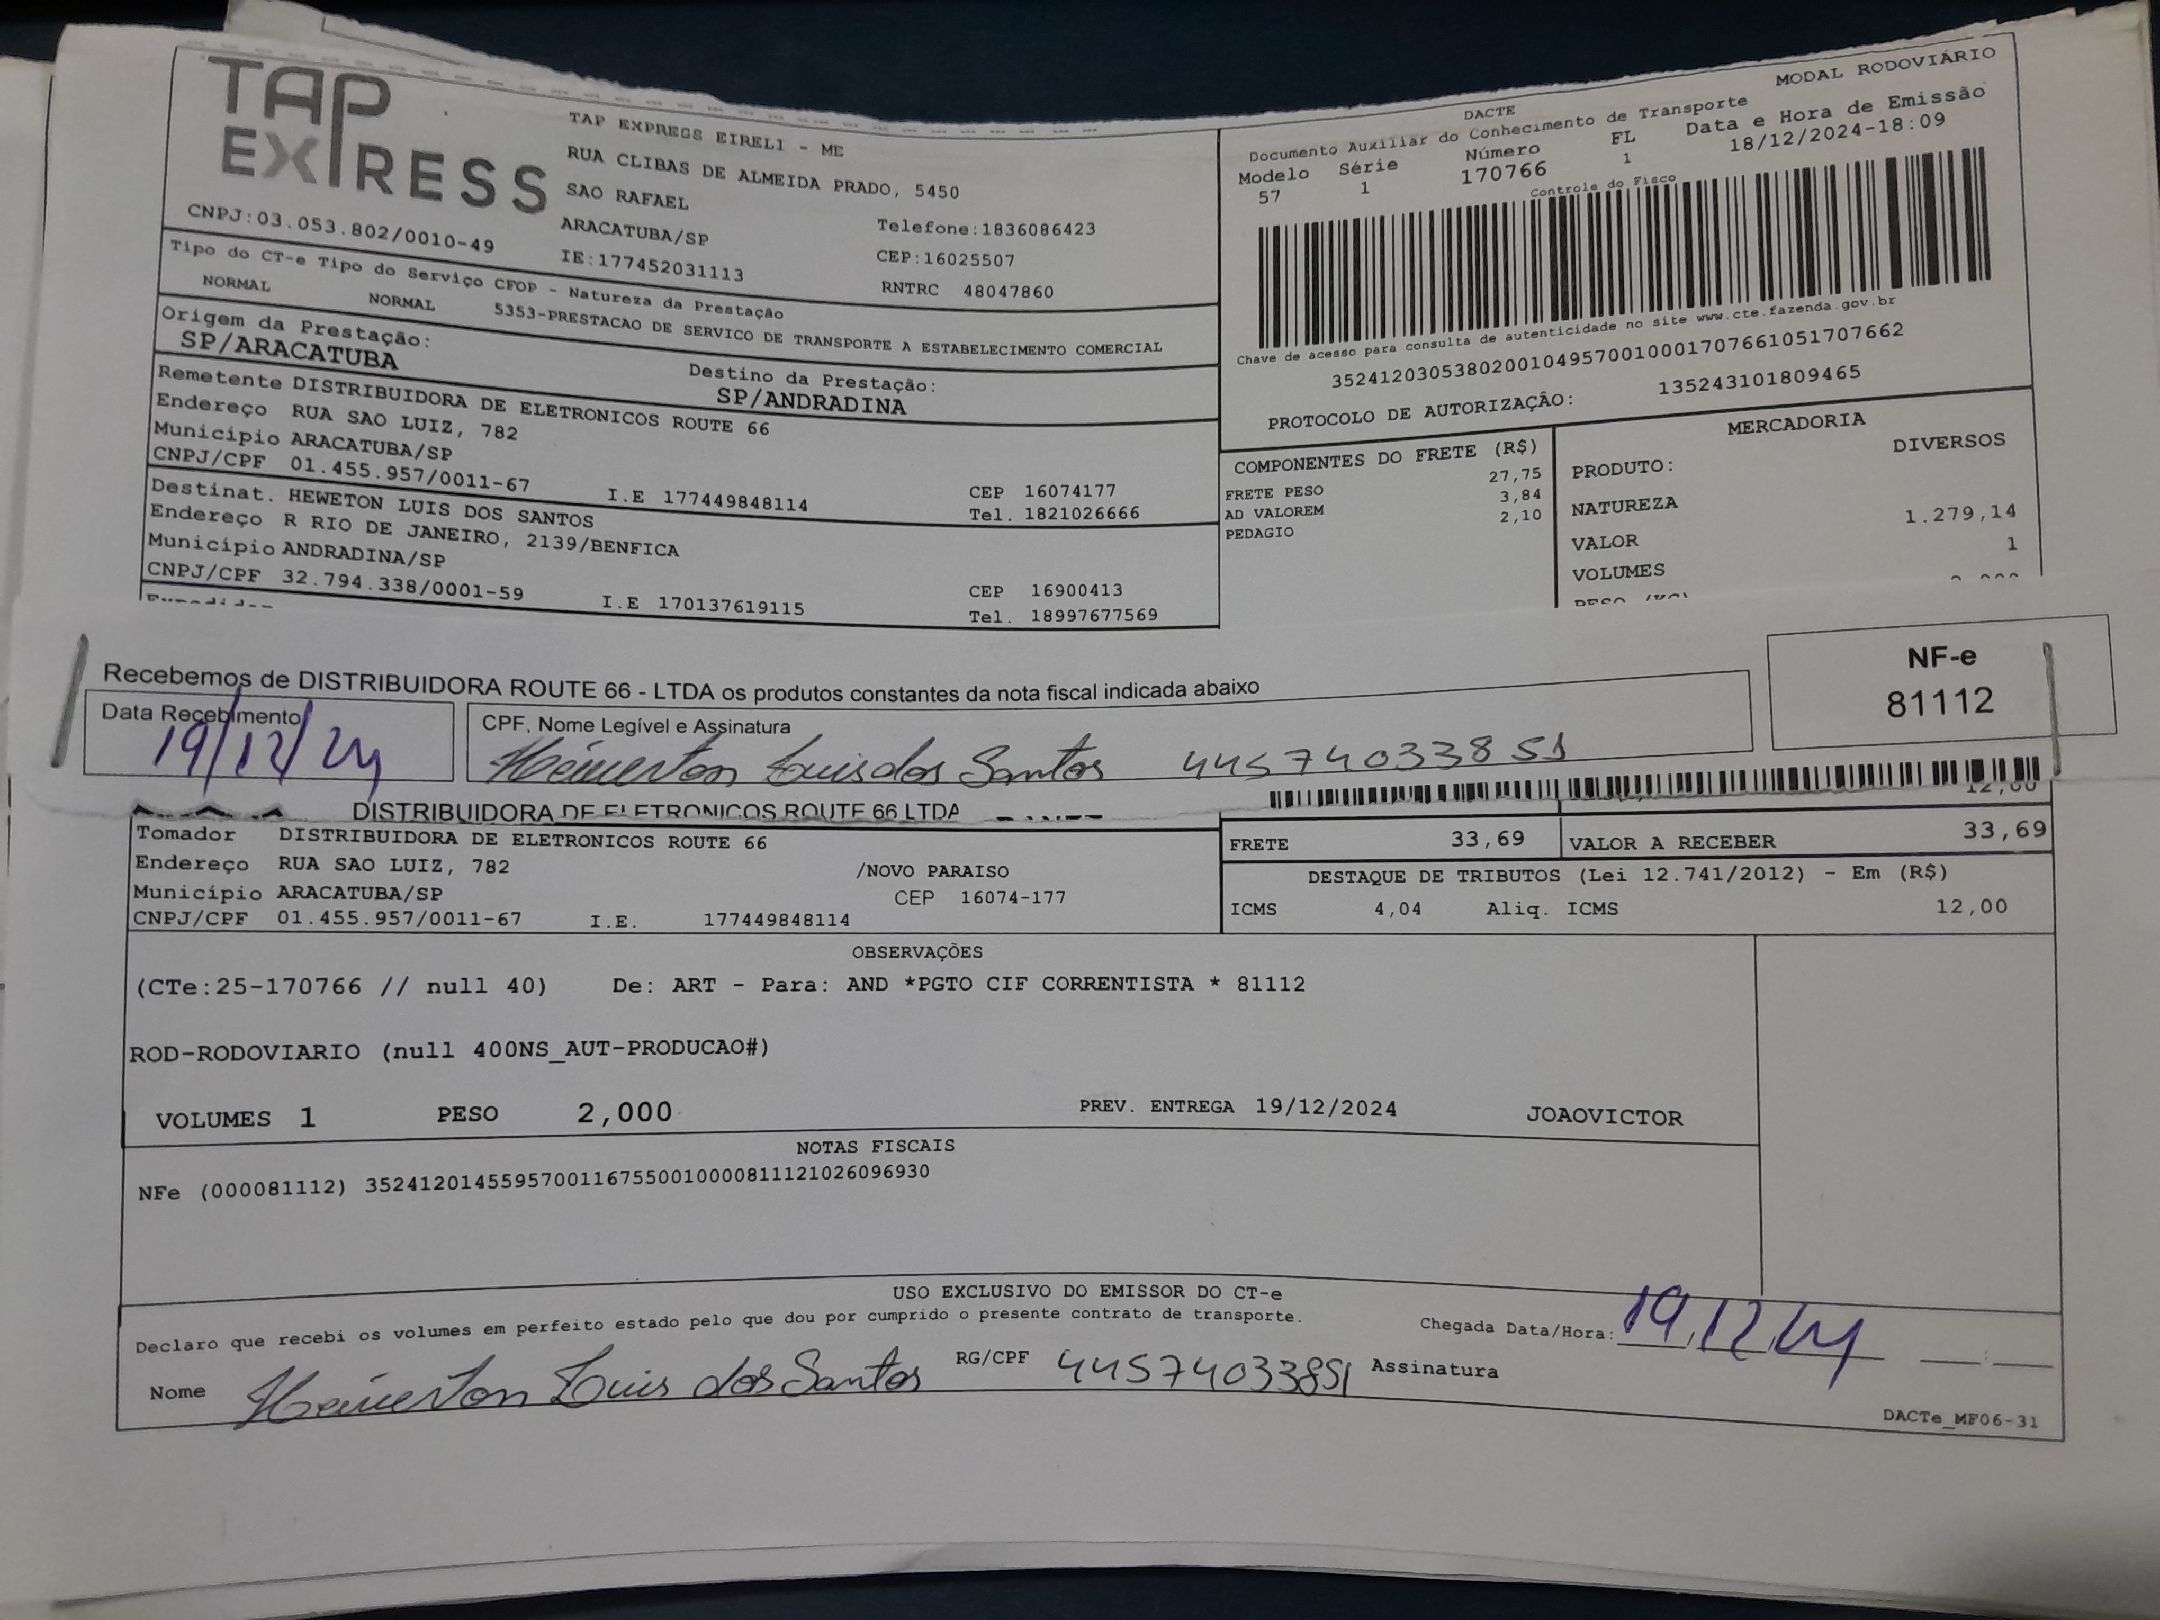 TAP
EXPRESS
TAP EXPRESS EIRELI - ME
RUA CLIBAS DE ALMEIDA PRADO, 5450
SAO RAFAEL
ARACATUBA/SP
Telefone:1836086423
CNPJ:03.053.802/0010-49
IE:177452031113
CEP:16025507
RNTRC 48047860
Tipo do CT-e Tipo do Serviço CFOP - Natureza da Prestação
NORMAL NORMAL 5353-PRESTACAO DE SERVICO DE TRANSPORTE A ESTABELECIMENTO COMERCIAL
Origem da Prestação:
SP/ARACATUBA
Destino da Prestação:
SP/ANDRADINA
Remetente DISTRIBUIDORA DE ELETRONICOS ROUTE 66
Endereço RUA SAO LUIZ, 782
Município ARACATUBA/SP
CEP 16074177
CNPJ/CPF 01.455.957/0011-67 I.E 177449848114 Tel. 1821026666
Destinat. HEWETON LUIS DOS SANTOS
Endereço R RIO DE JANEIRO, 2139/BENFICA
Município ANDRADINA/SP
CEP 16900413
CNPJ/CPF 32.794.338/0001-59 I.E 170137619115 Tel. 18997677569
MODAL RODOVIÁRIO
DACTE
Documento Auxiliar do Conhecimento de Transporte
Modelo Série Número FL Data e Hora de Emissão
57 1 170766 1 18/12/2024-18:09
Controle do Fisco
Chave de acesso para consulta de autenticidade no site www.cte.fazenda.gov.br
35241203053802001049570010001707661051707662
PROTOCOLO DE AUTORIZAÇÃO: 135243101809465
COMPONENTES DO FRETE (R$)
FRETE PESO 27,75
AD VALOREM 3,84
PEDAGIO 2,10
MERCADORIA
PRODUTO: DIVERSOS
NATUREZA
VALOR 1.279,14
VOLUMES 1
Recebemos de DISTRIBUIDORA ROUTE 66 - LTDA os produtos constantes da nota fiscal indicada abaixo
Data Recebimento
19/12/24
CPF, Nome Legível e Assinatura
Heweton Luis dos Santos 44574033851
NF-e
81112
DISTRIBUIDORA DE ELETRONICOS ROUTE 66 LTDA
12,00
Tomador DISTRIBUIDORA DE ELETRONICOS ROUTE 66
Endereço RUA SAO LUIZ, 782 /NOVO PARAISO
Município ARACATUBA/SP CEP 16074-177
CNPJ/CPF 01.455.957/0011-67 I.E. 177449848114
FRETE 33,69 VALOR A RECEBER 33,69
DESTAQUE DE TRIBUTOS (Lei 12.741/2012) - Em (R$)
ICMS 4,04 Aliq. ICMS 12,00
OBSERVAÇÕES
(CTe:25-170766 // null 40) De: ART - Para: AND *PGTO CIF CORRENTISTA * 81112
ROD-RODOVIARIO (null 400NS_AUT-PRODUCAO#)
VOLUMES 1 PESO 2,000 PREV. ENTREGA 19/12/2024 JOAOVICTOR
NOTAS FISCAIS
NFe (000081112) 35241201455957001167550010000811121026096930
USO EXCLUSIVO DO EMISSOR DO CT-e
Declaro que recebi os volumes em perfeito estado pelo que dou por cumprido o presente contrato de transporte.
Chegada Data/Hora: 19,12,24
Nome Heweton Luis dos Santos RG/CPF 44574033851 Assinatura
DACTe_MF06-31